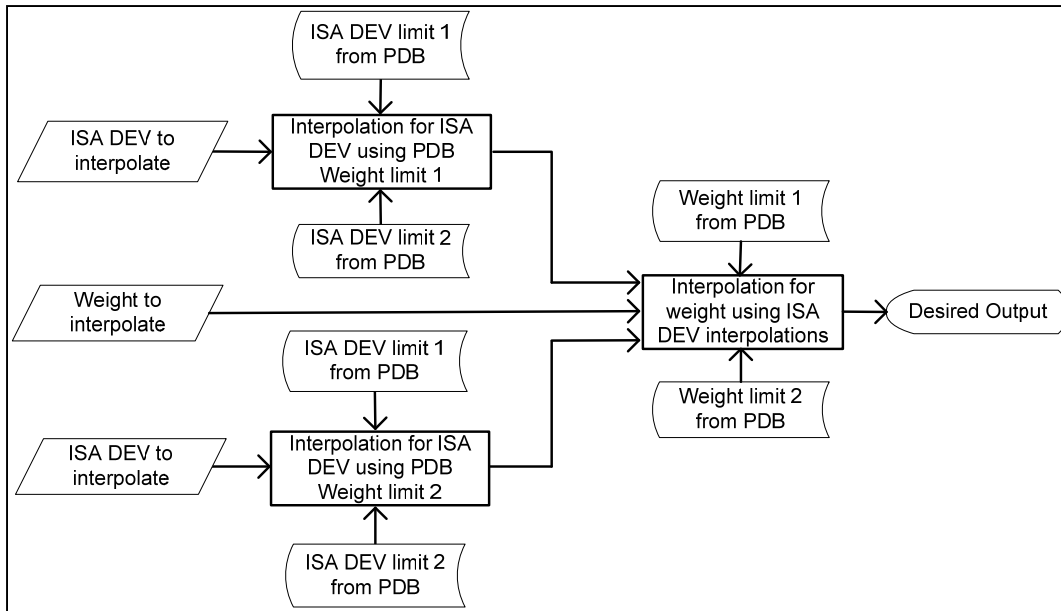 ISA DEV limit 1
from PDB
ISA DEV to
interpolate
Interpolation for ISA
DEV using PDB
Weight limit 1
ISA DEV limit 2
from PDB
Weight to
interpolate
ISA DEV limit 1
from PDB
ISA DEV to
interpolate
Interpolation for ISA
DEV using PDB
Weight limit 2
ISA DEV limit 2
from PDB
Weight limit 1
from PDB
Interpolation for
weight using ISA
DEV interpolations
Weight limit 2
from PDB
Desired Output